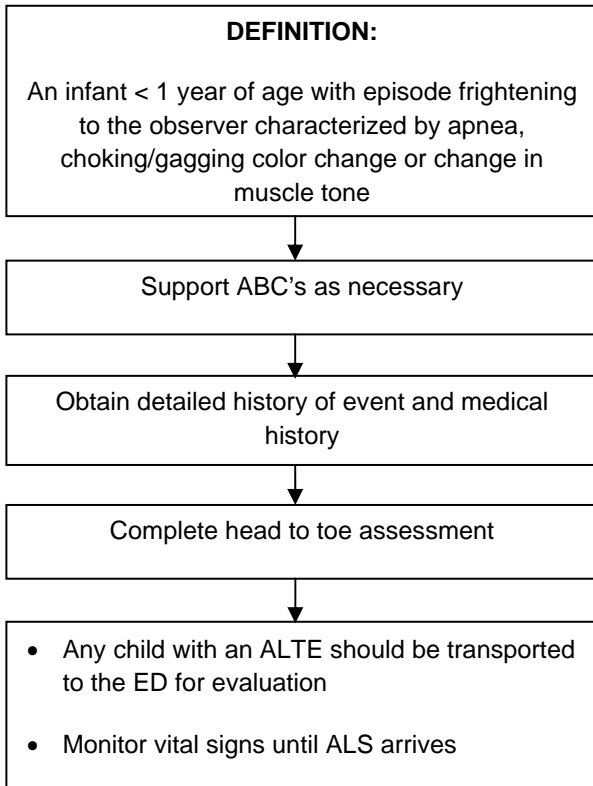 DEFINITION:
An infant < 1 year of age with episode frightening
to the observer characterized by apnea,
choking/gagging color change or change in
muscle tone
Support ABC's as necessary
Obtain detailed history of event and medical
history
Complete head to toe assessment
• Any child with an ALTE should be transported
to the ED for evaluation
• Monitor vital signs until ALS arrives